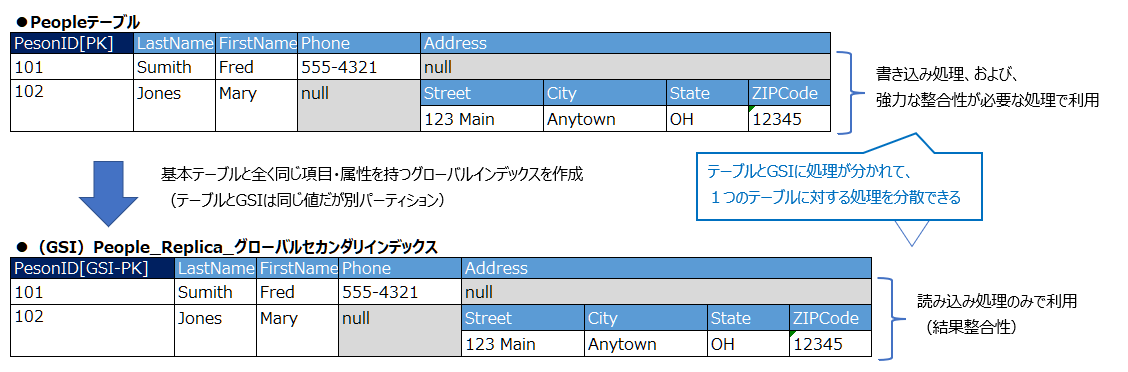 ●Peopleテーブル
PesonID[PK] LastName FirstName Phone Address
101 Sumith Fred 555-4321 null
102 Jones Mary null Street City State ZIPCode
123 Main Anytown OH 12345
書き込み処理、および、
強力な整合性が必要な処理で利用
基本テーブルと全く同じ項目・属性を持つグローバルインデックスを作成
（テーブルとGSIは同じ値だが別パーティション）
テーブルとGSIに処理が分かれて、
１つのテーブルに対する処理を分散できる
●（GSI）People_Replica_グローバルセカンダリインデックス
PesonID[GSI-PK] LastName FirstName Phone Address
101 Sumith Fred 555-4321 null
102 Jones Mary null Street City State ZIPCode
123 Main Anytown OH 12345
読み込み処理のみで利用
（結果整合性）